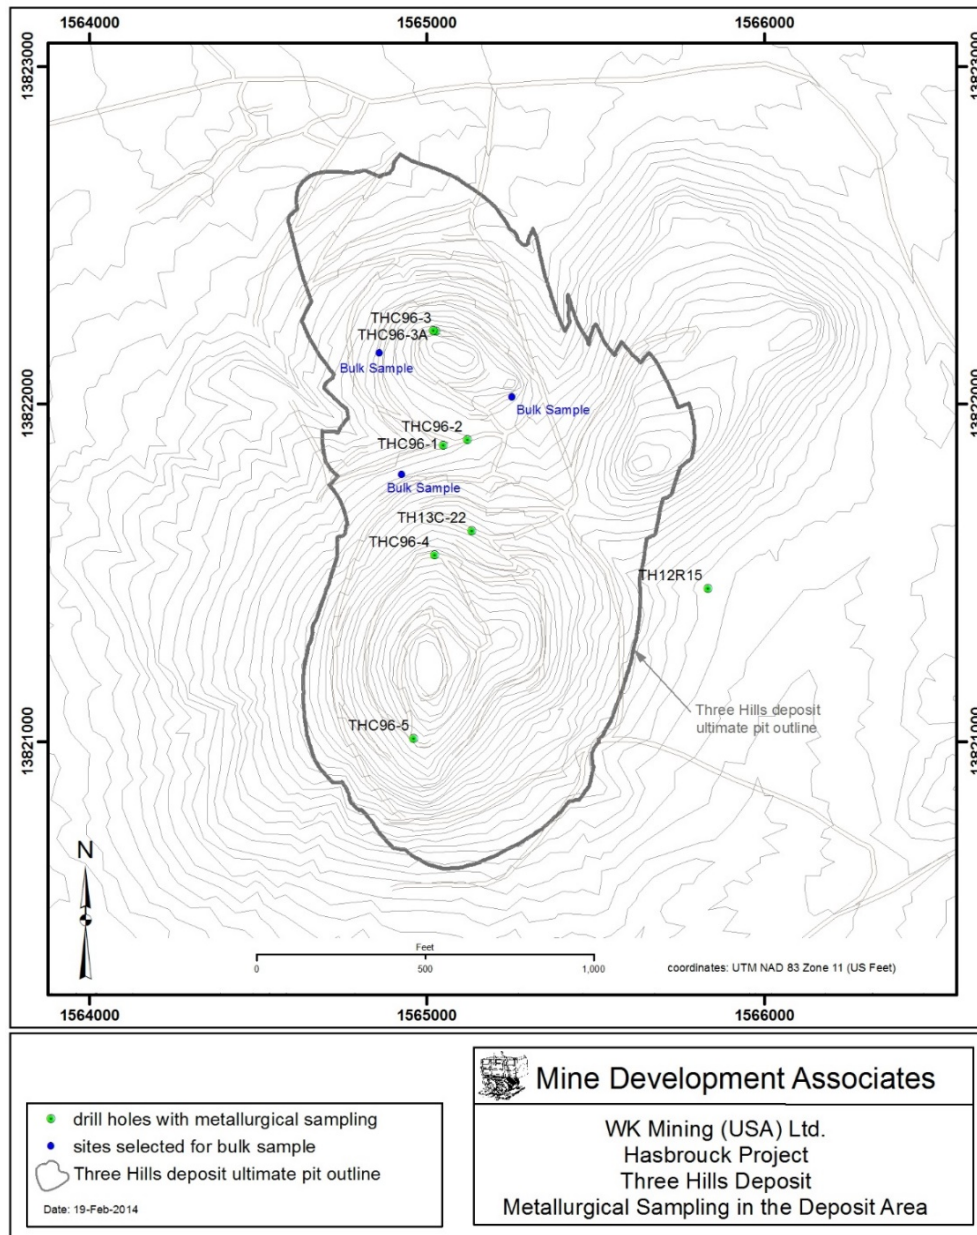 1564000
1565000
1566000
13823000
13823000
THC96-3
THC96-3A
Bulk Sample
13822000
13822000
Bulk Sample
THC96-2
THC96-1
Bulk Sample
TH13C-22
THC96-4
TH12R15
Three Hills deposit
ultimate pit outline
THC96-5
13821000
13821000
N
Feet
0
500
1,000
coordinates: UTM NAD 83 Zone 11 (US Feet)
1564000
1565000
1566000
drill holes with metallurgical sampling
sites selected for bulk sample
Three Hills deposit ultimate pit outline
Date: 19-Feb-2014
Mine Development Associates
WK Mining (USA) Ltd.
Hasbrouck Project
Three Hills Deposit
Metallurgical Sampling in the Deposit Area